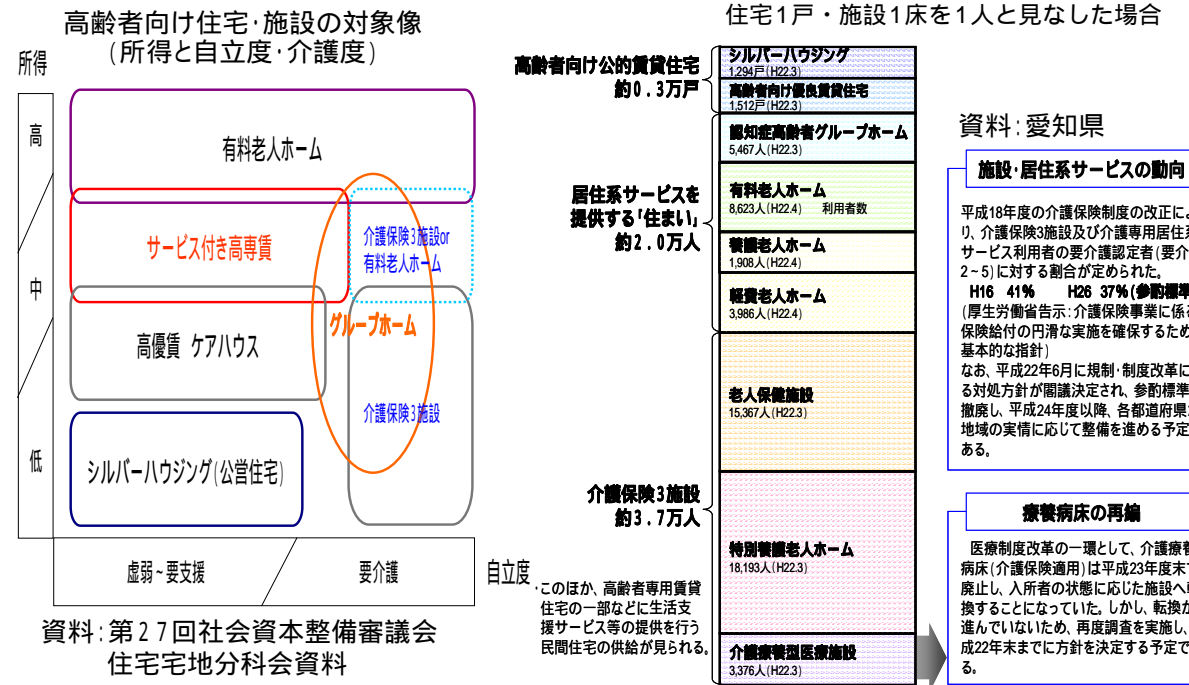 高齢者向け住宅･施設の対象像
(所得と自立度･介護度)
所得
高
中
低
有料老人ホーム
サービス付き高専賃
介護保険3施設or
有料老人ホーム
グループホーム
高優賃 ケアハウス
介護保険3施設
シルバーハウジング(公営住宅)
虚弱～要支援
要介護
自立度
資料:第27回社会資本整備審議会
住宅宅地分科会資料
住宅1戸・施設1床を1人と見なした場合
高齢者向け公的賃貸住宅
約0.3万戸
シルバーハウジング
1,294戸(H22.3)
高齢者向け優良賃貸住宅
1,512戸(H22.3)
居住系サービスを
提供する｢住まい｣
約2.0万人
認知症高齢者グループホーム
5,467人(H22.3)
有料老人ホーム
8,623人(H22.4) 利用者数
養護老人ホーム
1,908人(H22.4)
軽費老人ホーム
3,986人(H22.4)
介護保険3施設
約3.7万人
老人保健施設
15,367人(H22.3)
特別養護老人ホーム
18,193人(H22.3)
介護療養型医療施設
3,376人(H22.3)
･このほか、高齢者専用賃貸
住宅の一部などに生活支
援サービス等の提供を行う
民間住宅の供給が見られる。
資料:愛知県
施設･居住系サービスの動向
平成18年度の介護保険制度の改正によ
り、介護保険3施設及び介護専用居住系
サービス利用者の要介護認定者(要介
2~5)に対する割合が定められた。
H16 41% H26 37%(参酌標準
(厚生労働省告示:介護保険事業に係る
保険給付の円滑な実施を確保するため
基本的な指針)
なお、平成22年6月に規制･制度改革に
る対処方針が閣議決定され、参酌標準
撤廃し、平成24年度以降、各都道府県
地域の実情に応じて整備を進める予定
ある。
療養病床の再編
医療制度改革の一環として、介護療養
病床(介護保険適用)は平成23年度末で
廃止し、入所者の状態に応じた施設へ
換することになっていた。しかし、転換が
進んでいないため、再度調査を実施し、
成22年末までに方針を決定する予定で
る。